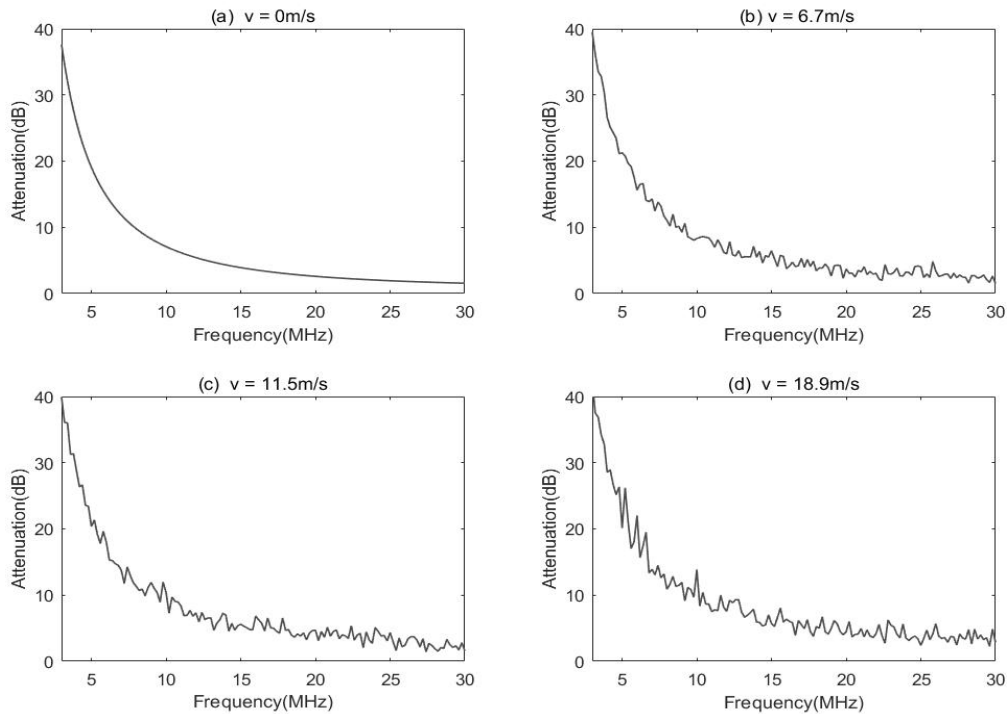 (a) v = 0m/s
40
30
20
10
0
Attenuation(dB)
5 10 15 20 25 30
Frequency(MHz)
(b) v = 6.7m/s
40
30
20
10
0
Attenuation(dB)
5 10 15 20 25 30
Frequency(MHz)
(c) v = 11.5m/s
40
30
20
10
0
Attenuation(dB)
5 10 15 20 25 30
Frequency(MHz)
(d) v = 18.9m/s
40
30
20
10
0
Attenuation(dB)
5 10 15 20 25 30
Frequency(MHz)